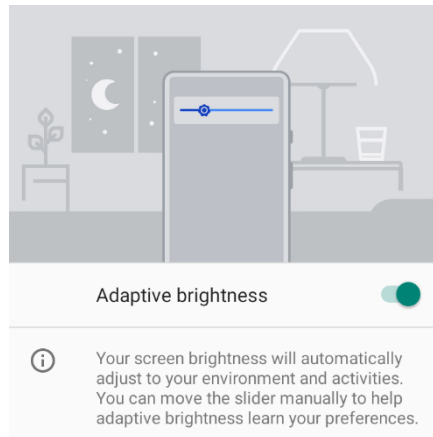 Adaptive brightness
Your screen brightness will automatically
adjust to your environment and activities.
You can move the slider manually to help
adaptive brightness learn your preferences.